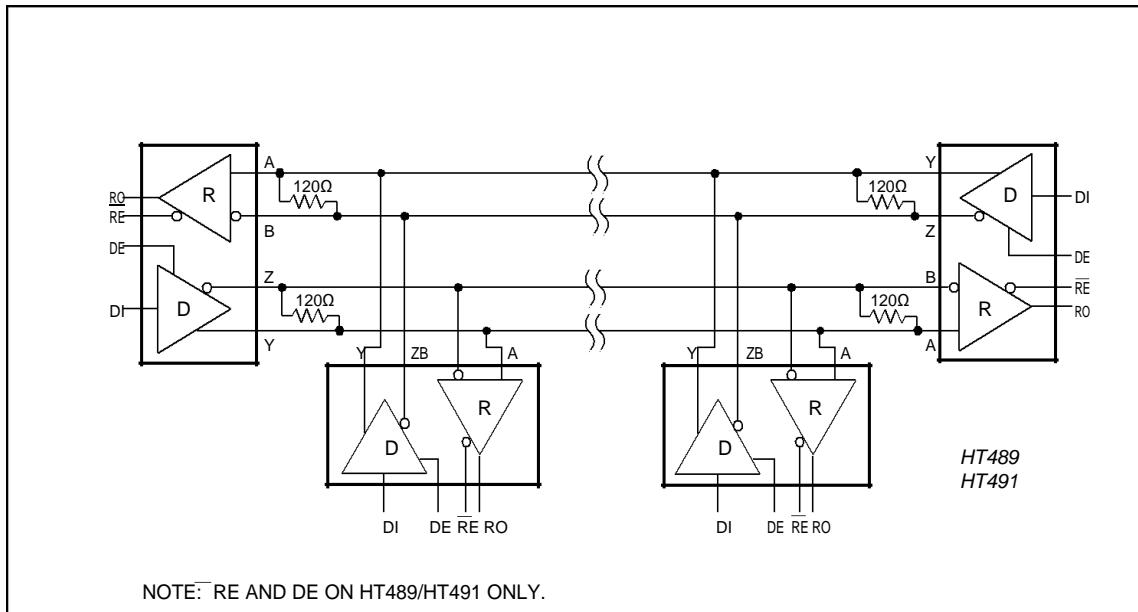 A
Y
120Ω
120Ω
RO
R
D
DI
RE
B
Z
DE
DE
Z
B
RE
120Ω
120Ω
DI
D
R
RO
Y
A
Y
ZB
A
Y
ZB
A
R
R
D
D
HT489
HT491
DI
DE
RE
RO
DI
DE
RE
RO
NOTE: RE AND DE ON HT489/HT491 ONLY.